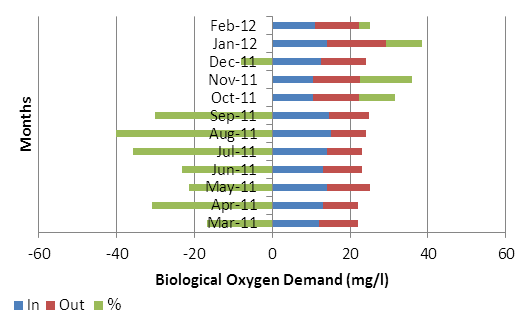 Months
Feb-12
Jan-12
Dec-11
Nov-11
Oct-11
Sep-11
Aug-11
Jul-11
Jun-11
May-11
Apr-11
Mar-11
-60 -40 -20 0 20 40 60
Biological Oxygen Demand (mg/l)
In Out %